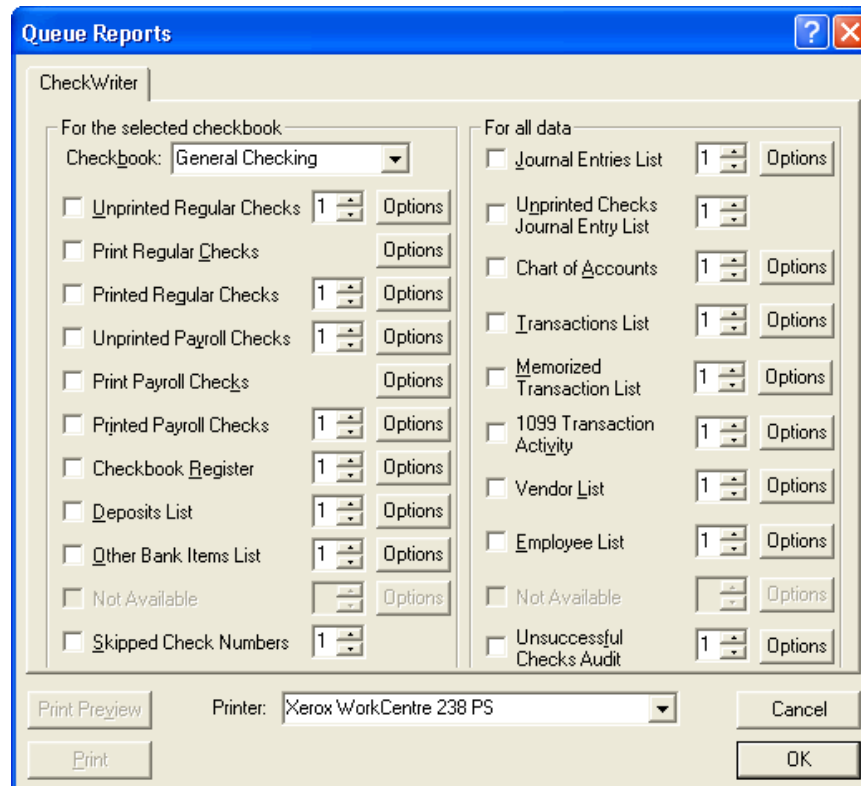 Queue Reports
CheckWriter
For the selected checkbook
Checkbook: General Checking
Unprinted Regular Checks 1 Options
Print Regular Checks Options
Printed Regular Checks 1 Options
Unprinted Payroll Checks 1 Options
Print Payroll Checks Options
Printed Payroll Checks 1 Options
Checkbook Register 1 Options
Deposits List 1 Options
Other Bank Items List 1 Options
Not Available Options
Skipped Check Numbers 1
For all data
Journal Entries List 1 Options
Unprinted Checks
Journal Entry List 1
Chart of Accounts 1 Options
Transactions List 1 Options
Memorized
Transaction List 1 Options
1099 Transaction
Activity 1 Options
Vendor List 1 Options
Employee List 1 Options
Not Available Options
Unsuccessful
Checks Audit 1 Options
Print Preview
Printer: Xerox WorkCentre 238 PS
Cancel
Print
OK